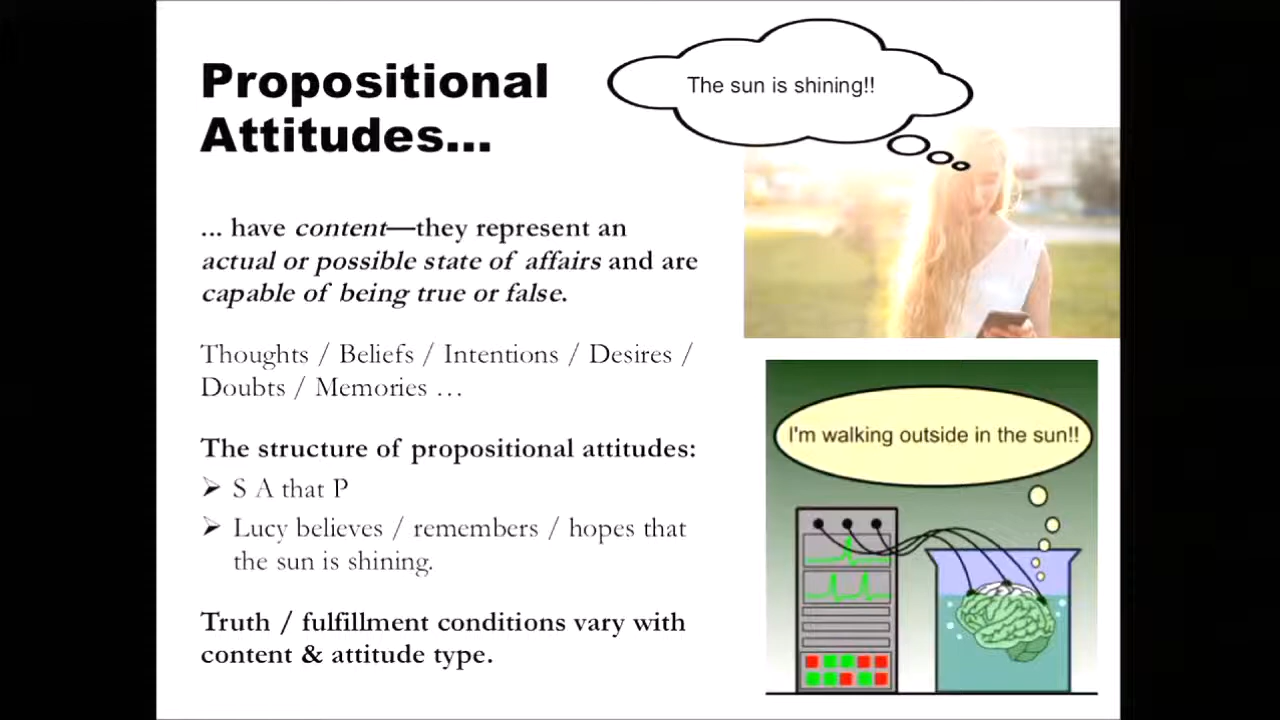 Propositional
Attitudes...
The sun is shining!!
... have content—they represent an
actual or possible state of affairs and are
capable of being true or false.
Thoughts / Beliefs / Intentions / Desires /
Doubts / Memories …
The structure of propositional attitudes:
➢ S A that P
➢ Lucy believes / remembers / hopes that
the sun is shining.
Truth / fulfillment conditions vary with
content & attitude type.
I'm walking outside in the sun!!